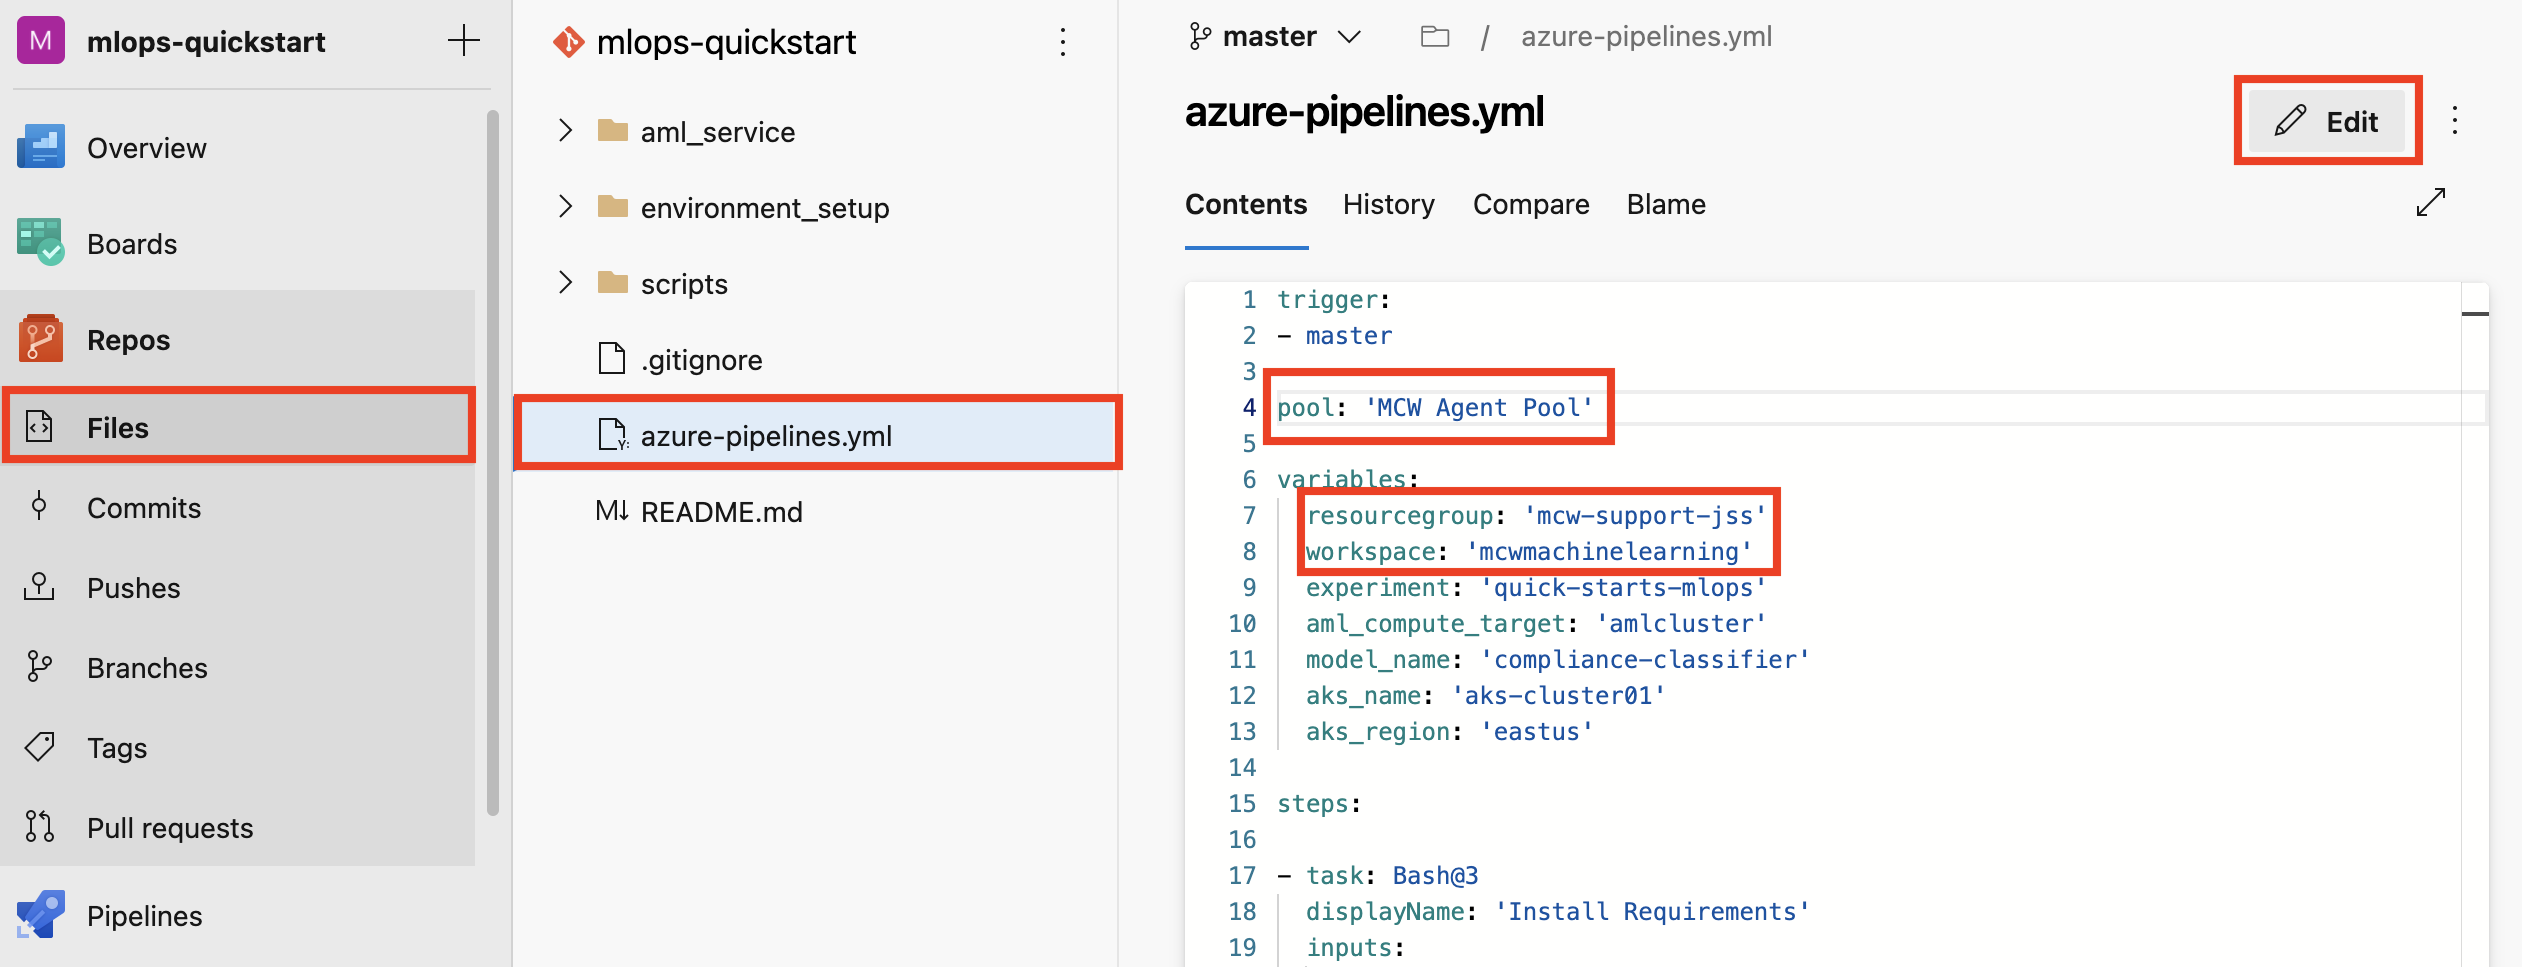 M mlops-quickstart
Overview
Boards
Repos
Files
Commits
Pushes
Branches
Tags
Pull requests
Pipelines
mlops-quickstart
aml_service
environment_setup
scripts
.gitignore
azure-pipelines.yml
README.md
master / azure-pipelines.yml
azure-pipelines.yml
Edit
Contents History Compare Blame
1 trigger:
2 - master
3
4 pool: 'MCW Agent Pool'
5
6 variables:
7 resourcegroup: 'mcw-support-jss'
8 workspace: 'mcwmachinelearning'
9 experiment: 'quick-starts-mlops'
10 aml_compute_target: 'amlcluster'
11 model_name: 'compliance-classifier'
12 aks_name: 'aks-cluster01'
13 aks_region: 'eastus'
14
15 steps:
16
17 - task: Bash@3
18 displayName: 'Install Requirements'
19 inputs: